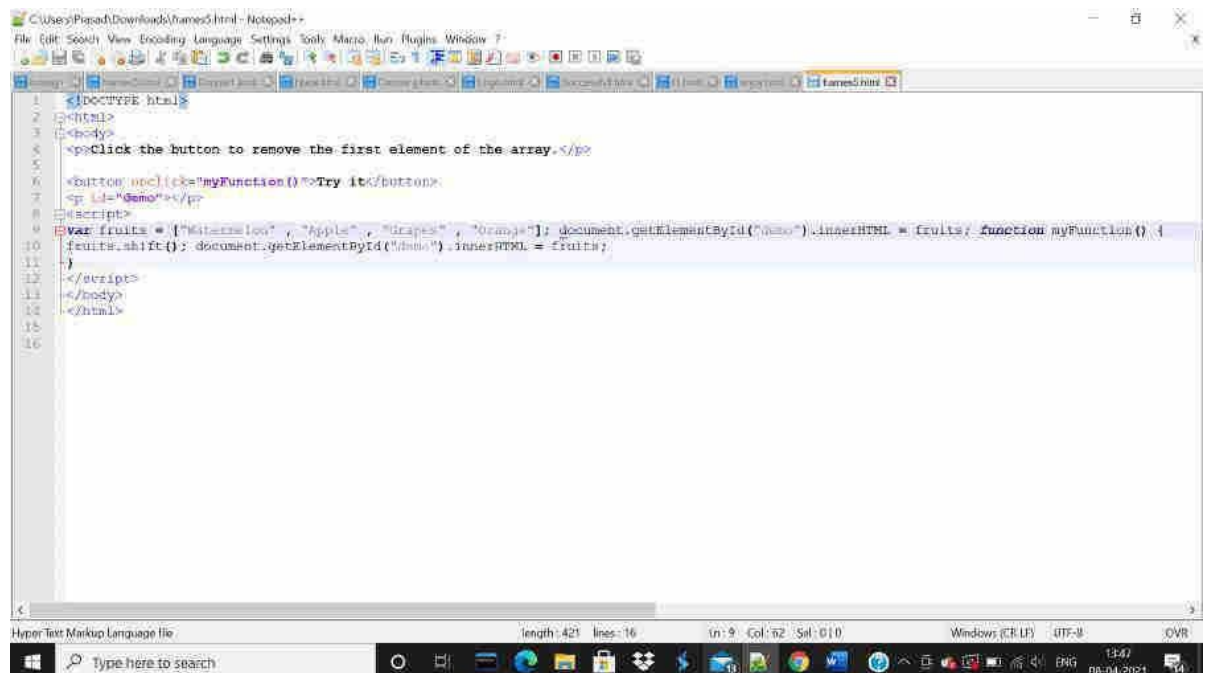 C:\Users\Prasad\Downloads\frames5.html - Notepad++
File Edit Search View Encoding Language Settings Tools Macro Run Plugins Window ?
frames5.html
1 <!DOCTYPE html>
2 <html>
3 <body>
4 <p>Click the button to remove the first element of the array.</p>
5
6 <button onclick="myFunction()">Try it</button>
7 <p id="demo"></p>
8 <script>
9 var fruits = ["Watermelon" , "Apple" , "Grapes" , "Orange"]; document.getElementById("demo").innerHTML = fruits; function myFunction() {
10 fruits.shift(); document.getElementById("demo").innerHTML = fruits;
11 }
12 </script>
13 </body>
14 </html>
15
16
Hyper Text Markup Language file length : 421 lines : 16 Ln : 9 Col : 62 Sel : 0 | 0 Windows (CR LF) UTF-8 OVR
Type here to search
13
ENG
13:47
08-04-2021
14